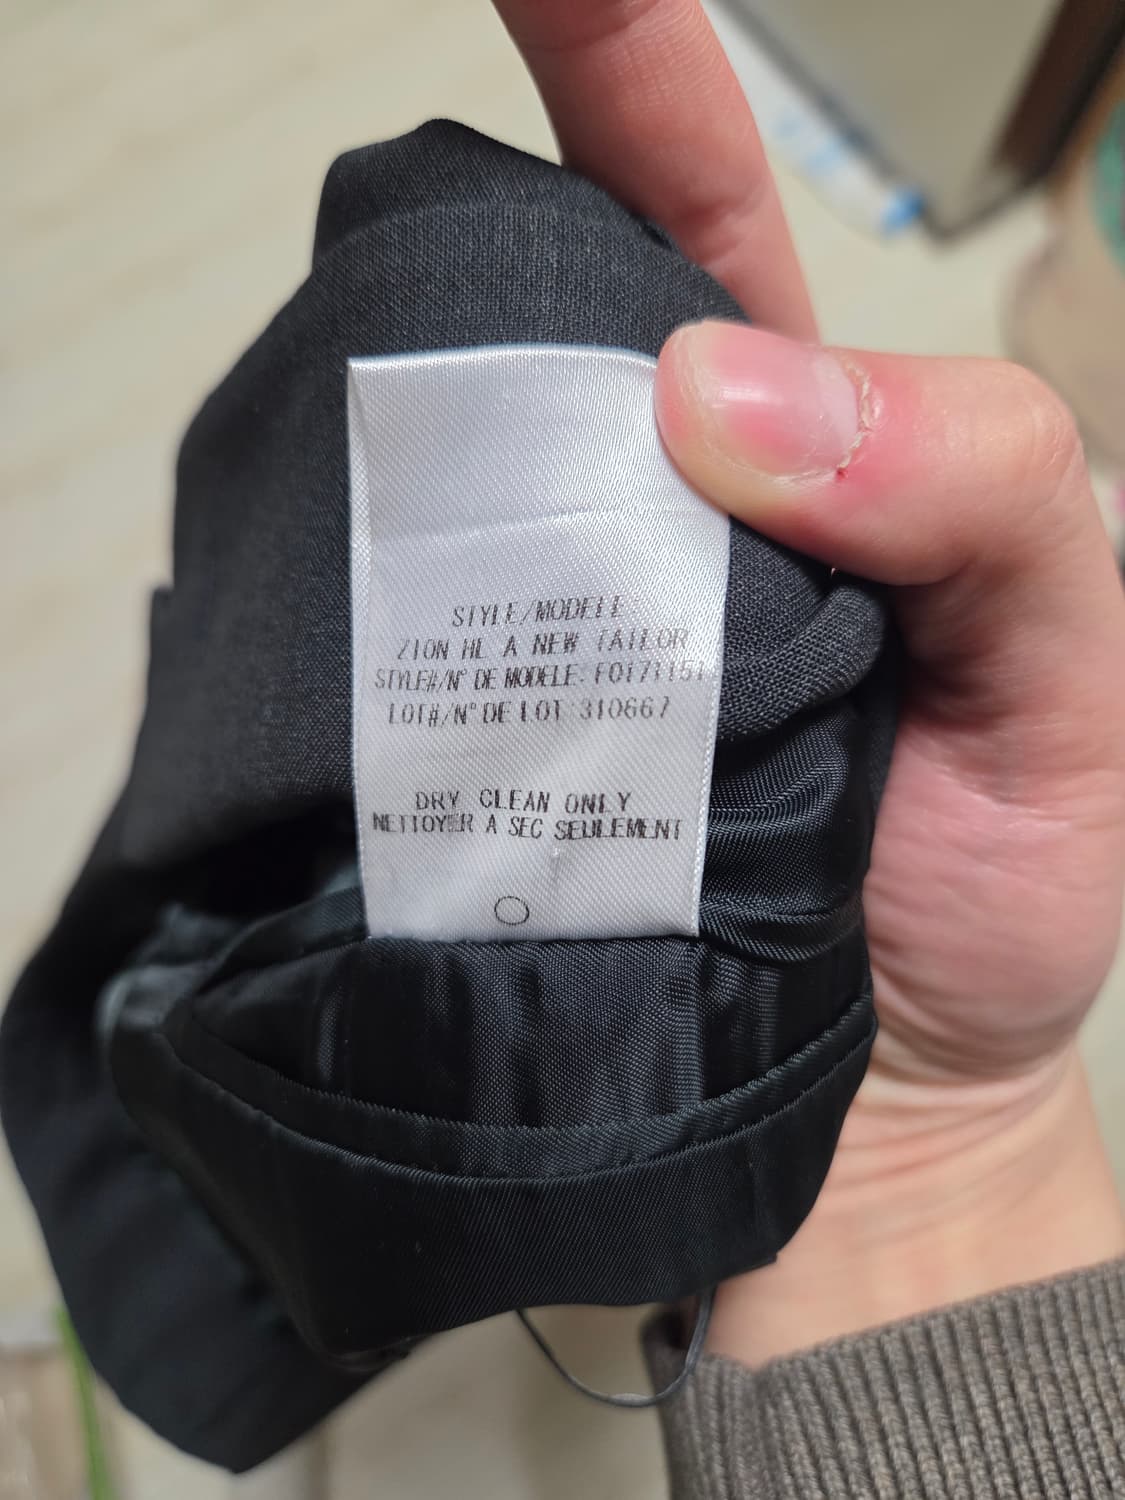 STYLE/MODELE:
ZION HL A NEW TAILOR
STYLE#/N° DE MODELE: F0171151
LOT#/N° DE LOT 310667
DRY CLEAN ONLY
NETTOYER A SEC SEULEMENT